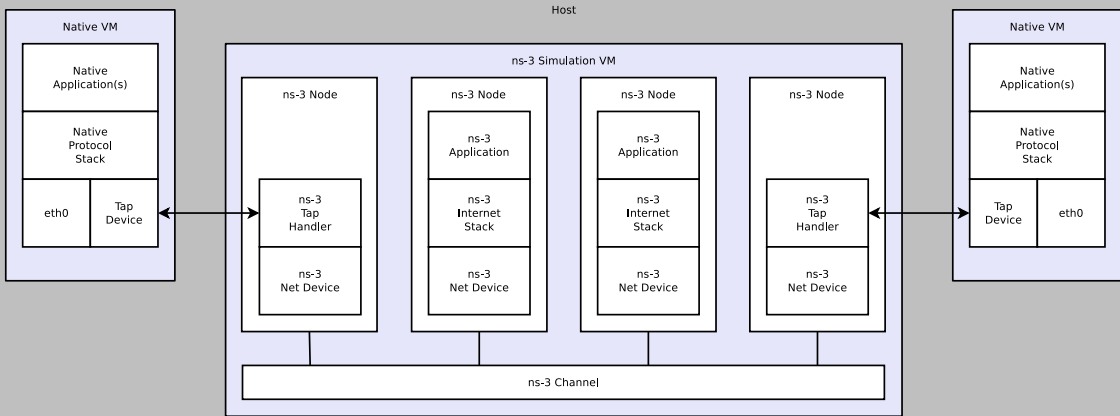 Host
Native VM
Native
Application(s)
Native
Protocol
Stack
eth0
Tap
Device
ns-3 Simulation VM
ns-3 Node
ns-3
Tap
Handler
ns-3
Net Device
ns-3 Node
ns-3
Application
ns-3
Internet
Stack
ns-3
Net Device
ns-3 Node
ns-3
Application
ns-3
Internet
Stack
ns-3
Net Device
ns-3 Node
ns-3
Tap
Handler
ns-3
Net Device
ns-3 Channel
Native VM
Native
Application(s)
Native
Protocol
Stack
Tap
Device
eth0